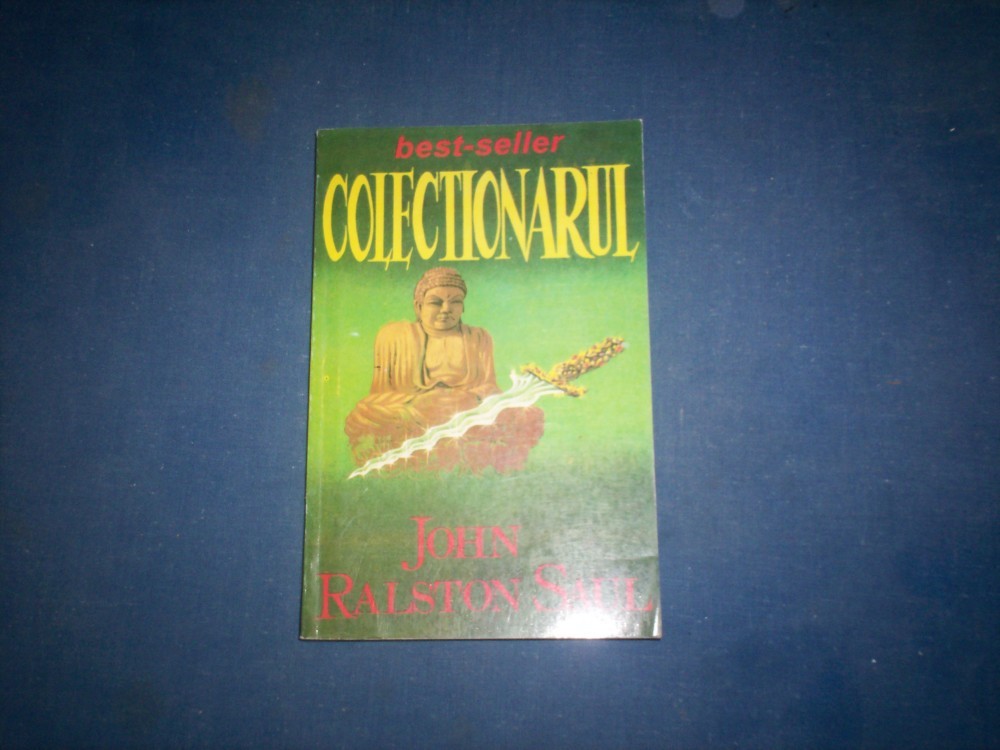 best-seller
COLECTIONARUL
JOHN
RALSTON SAUL